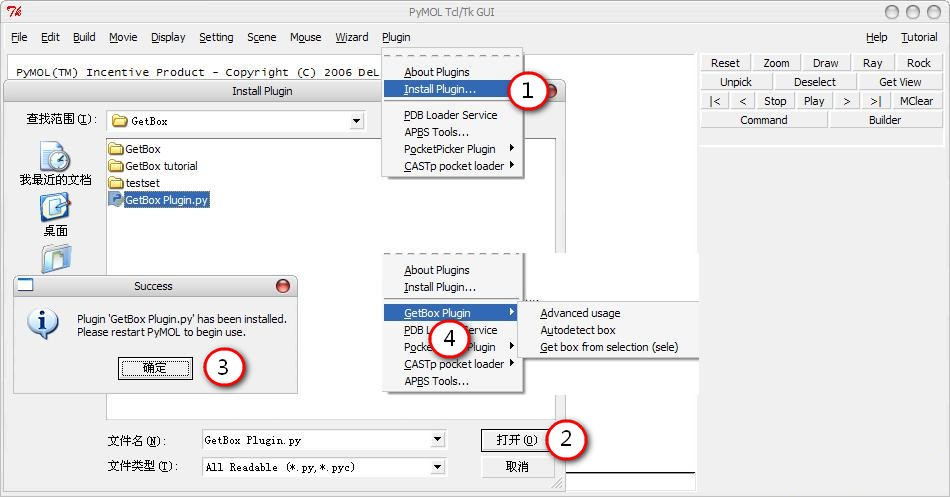 Tk
PyMOL Tcl/Tk GUI
File Edit Build Movie Display Setting Scene Mouse Wizard Plugin Help Tutorial
PyMOL(TM) Incentive Product - Copyright (C) 2006 DeL
Install Plugin
查找范围(I):
GetBox
我最近的文档
桌面
GetBox
GetBox tutorial
testset
GetBox Plugin.py
About Plugins
Install Plugin...
1
PDB Loader Service
APBS Tools...
PocketPicker Plugin
CASTp pocket loader
Reset Zoom Draw Ray Rock
Unpick Deselect Get View
|< < Stop Play > >| MClear
Command Builder
Success
Plugin 'GetBox Plugin.py' has been installed.
Please restart PyMOL to begin use.
确定
3
About Plugins
Install Plugin...
GetBox Plugin
PDB L Service
Pock Plugin
CASTp pocket loader
APBS Tools...
4
Advanced usage
Autodetect box
Get box from selection (sele)
文件名(N):
GetBox Plugin.py
打开(O)
2
文件类型(T):
All Readable (*.py,*.pyc)
取消